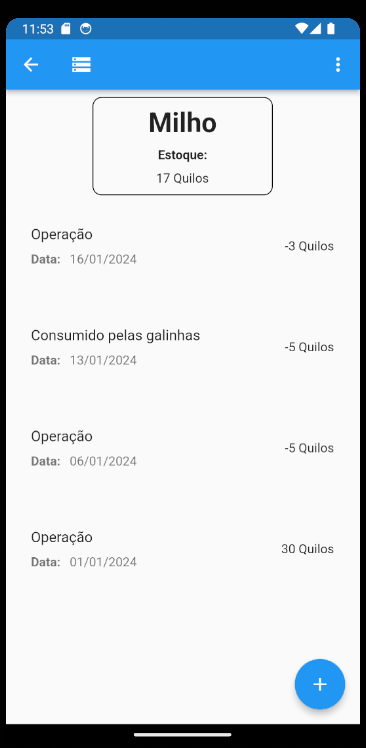 11:53
Milho
Estoque:
17 Quilos
Operação
-3 Quilos
Data: 16/01/2024
Consumido pelas galinhas
-5 Quilos
Data: 13/01/2024
Operação
-5 Quilos
Data: 06/01/2024
Operação
30 Quilos
Data: 01/01/2024